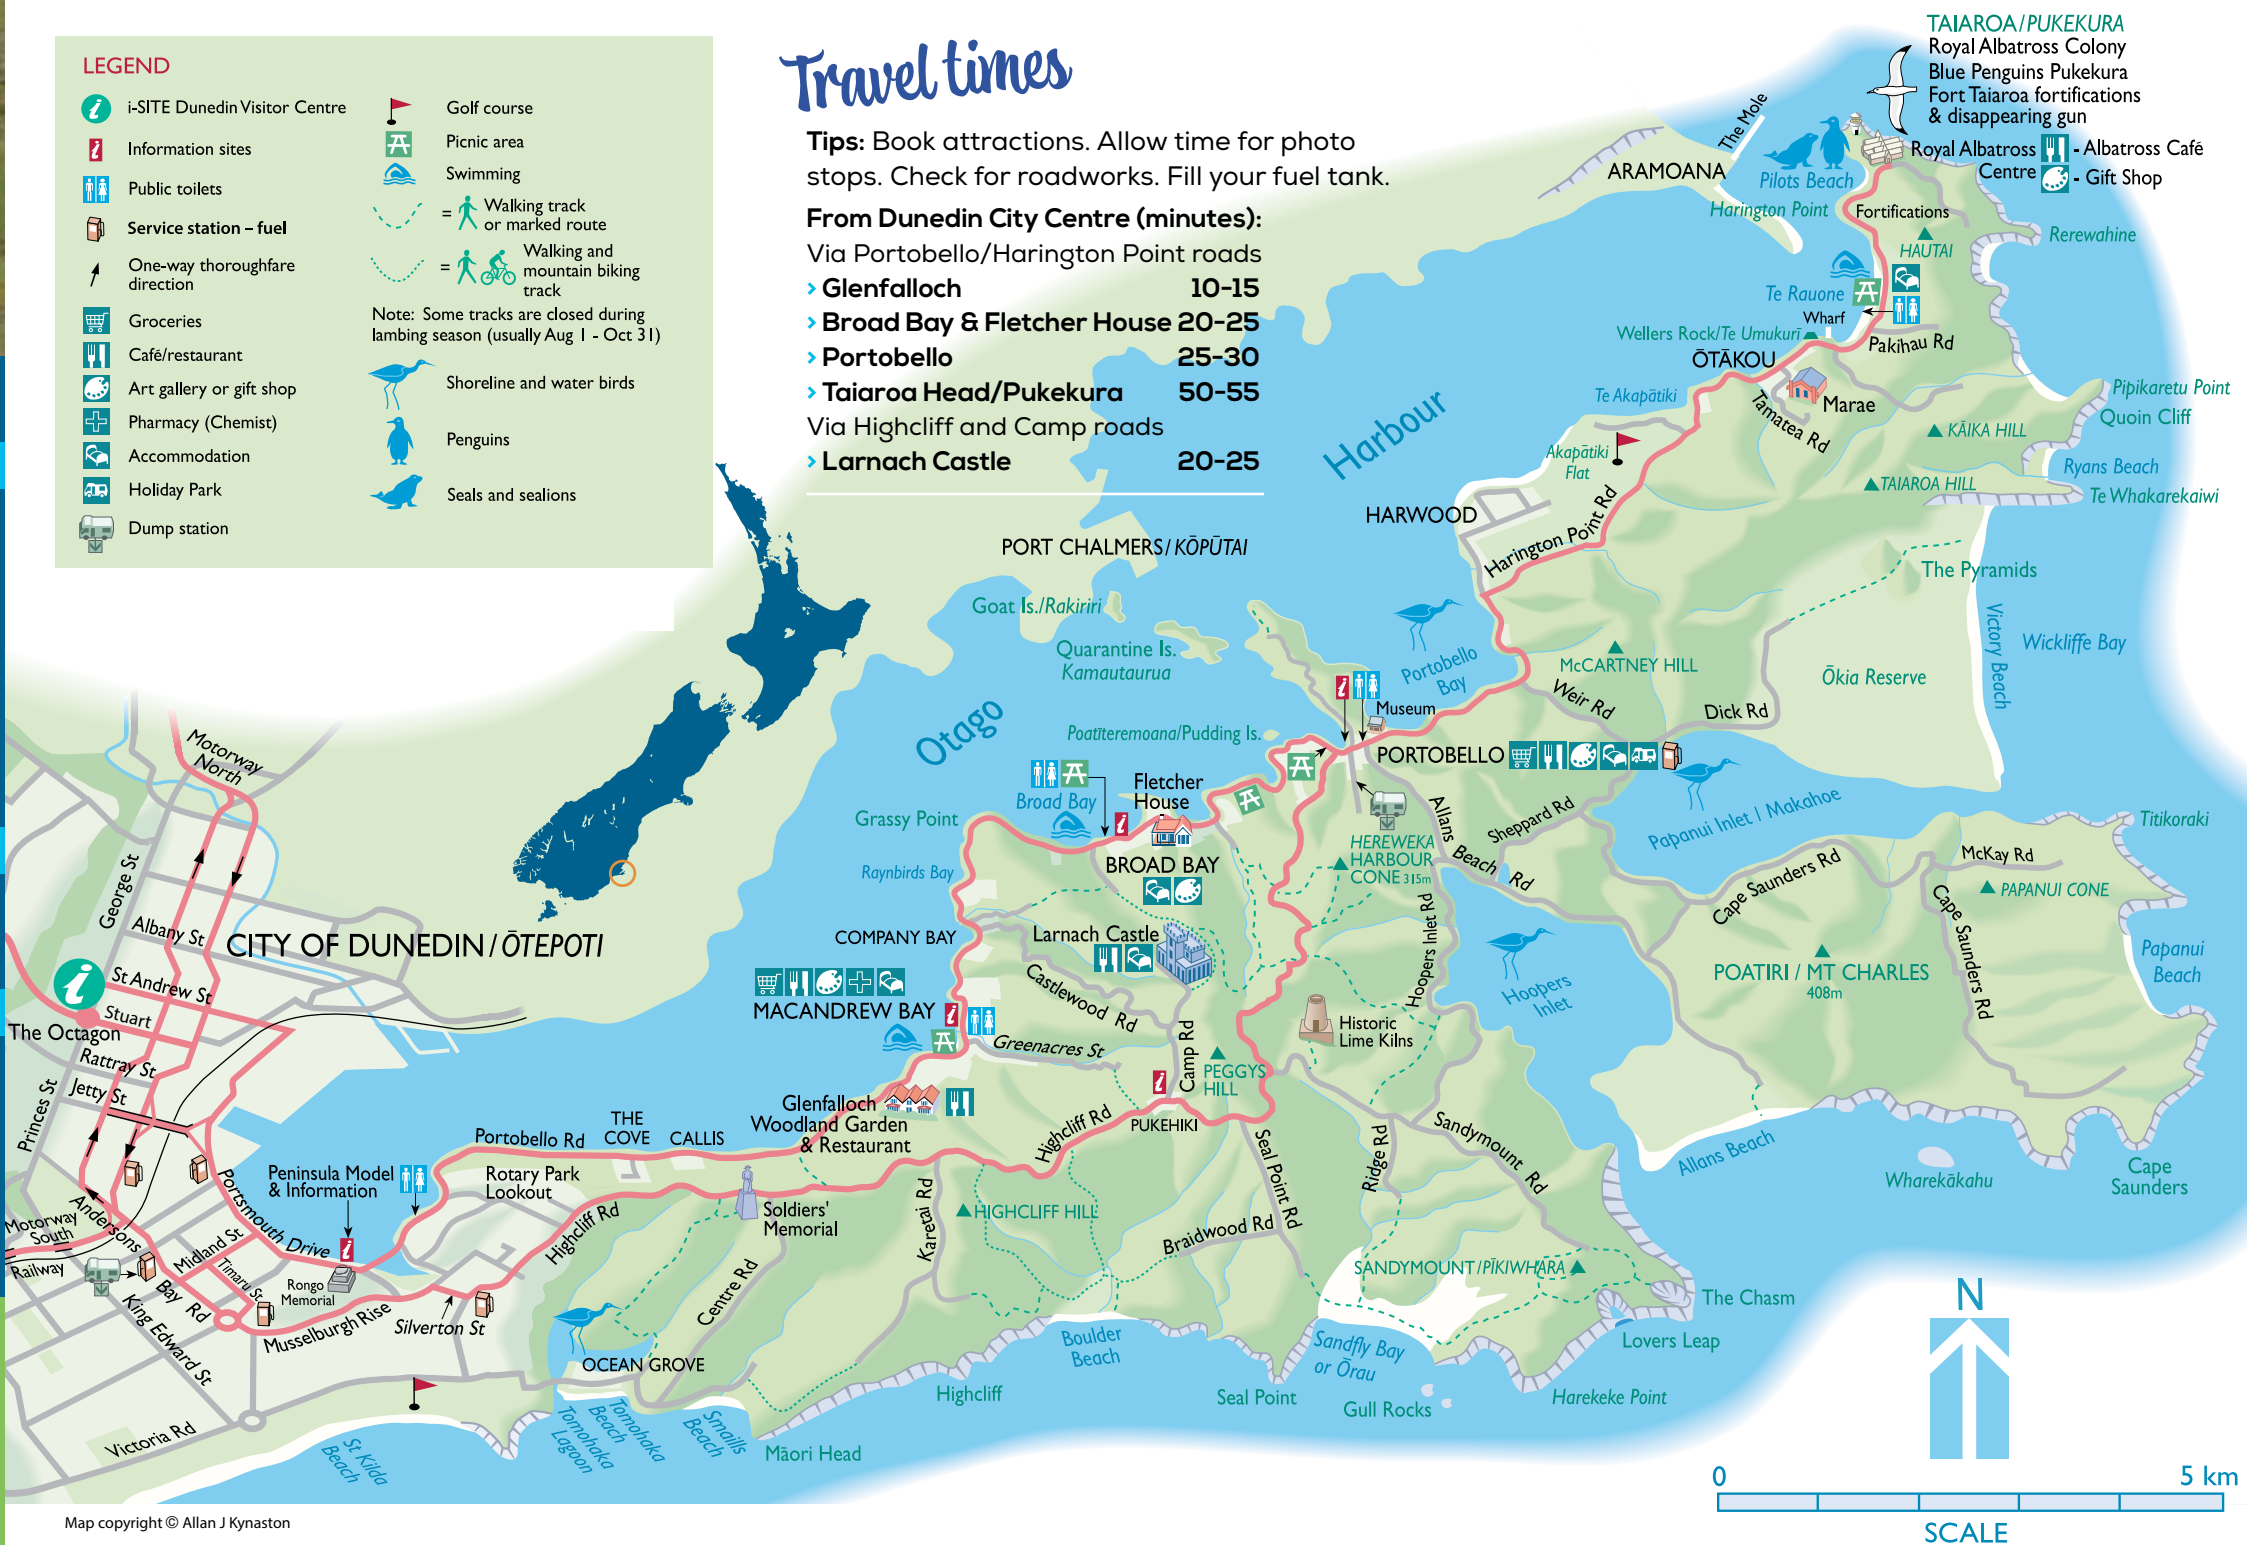 LEGEND
i-SITE Dunedin Visitor Centre
Information sites
Public toilets
Service station – fuel
One-way thoroughfare
direction
Groceries
Café/restaurant
Art gallery or gift shop
Pharmacy (Chemist)
Accommodation
Holiday Park
Dump station
Golf course
Picnic area
Swimming
= Walking track
or marked route
= Walking and
mountain biking
track
Note: Some tracks are closed during
lambing season (usually Aug 1 - Oct 31)
Shoreline and water birds
Penguins
Seals and sealions
Travel times
Tips: Book attractions. Allow time for photo
stops. Check for roadworks. Fill your fuel tank.
From Dunedin City Centre (minutes):
Via Portobello/Harington Point roads
› Glenfalloch 10-15
› Broad Bay & Fletcher House 20-25
› Portobello 25-30
› Taiaroa Head/Pukekura 50-55
Via Highcliff and Camp roads
› Larnach Castle 20-25
TAIAROA/PUKEKURA
Royal Albatross Colony
Blue Penguins Pukekura
Fort Taiaroa fortifications
& disappearing gun
Royal Albatross
Centre
- Albatross Café
- Gift Shop
The Mole
ARAMOANA
Pilots Beach
Harington Point
Fortifications
HAUTAI
Rerewahine
Te Rauone
Wharf
Wellers Rock/Te Umukurī
Pakihau Rd
ŌTĀKOU
Te Akapātiki
Marae
Tamatea Rd
Pipikaretu Point
Quoin Cliff
KĀIKA HILL
Ryans Beach
TAIAROA HILL
Te Whakarekaiwi
Akapātiki
Flat
Harbour
HARWOOD
Harington Point Rd
PORT CHALMERS/KŌPŪTAI
The Pyramids
Goat Is./Rakiriri
Quarantine Is.
Kamautaurua
Victory Beach
Wickliffe Bay
McCARTNEY HILL
Ōkia Reserve
Portobello
Bay
Weir Rd
Dick Rd
Museum
Otago
Poatiteremoana/Pudding Is.
PORTOBELLO
Fletcher
House
Broad Bay
Grassy Point
Allans Beach Rd
Sheppard Rd
Papanui Inlet / Makahoe
Titikoraki
HEREWEKA
HARBOUR
CONE 315m
BROAD BAY
Raynbirds Bay
McKay Rd
Cape Saunders Rd
PAPANUI CONE
Cape Saunders Rd
Hoopers Inlet Rd
COMPANY BAY
Larnach Castle
Papanui
Beach
POATIRI / MT CHARLES
408m
Hoopers
Inlet
Castlewood Rd
MACANDREW BAY
Historic
Lime Kilns
Greenacres St
Camp Rd
PEGGYS
HILL
Glenfalloch
Woodland Garden
& Restaurant
Highcliff Rd
PUKEHIKI
Sandymount Rd
Ridge Rd
Seal Point Rd
Allans Beach
Wharekākahu
Cape
Saunders
Motorway
North
George St
Albany St
CITY OF DUNEDIN/ŌTEPOTI
St Andrew St
Stuart
The Octagon
Rattray St
Jetty St
Princes St
Portobello Rd
THE
COVE
CALLIS
Peninsula Model
& Information
Rotary Park
Lookout
Portsmouth Drive
Andersons
Bay Rd
Motorway
South
Railway
Midland St
Timaru St
King Edward St
Rongo
Memorial
Musselburgh Rise
Silverton St
Highcliff Rd
Soldiers'
Memorial
Karetai Rd
HIGHCLIFF HILL
Braidwood Rd
Centre Rd
SANDYMOUNT/PĪKIWHARA
The Chasm
Lovers Leap
OCEAN GROVE
Boulder
Beach
Sandfly Bay
or Ōrau
Highcliff
Seal Point
Gull Rocks
Harekeke Point
Victoria Rd
St Kilda
Beach
Tomohaka
Lagoon
Tomohaka
Beach
Smaills
Beach
Māori Head
N
0 5 km
SCALE
Map copyright © Allan J Kynaston